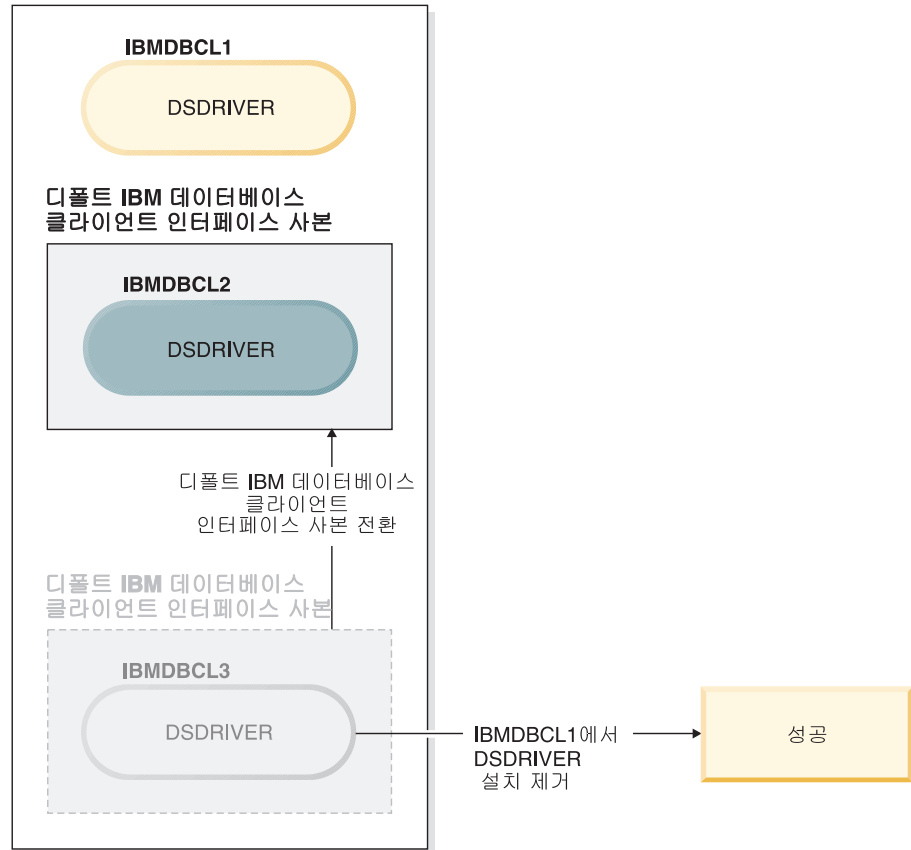 IBMDBCL1
DSDRIVER
디폴트 IBM 데이터베이스
클라이언트 인터페이스 사본
IBMDBCL2
DSDRIVER
디폴트 IBM 데이터베이스
클라이언트
인터페이스 사본 전환
디폴트 IBM 데이터베이스
클라이언트 인터페이스 사본
IBMDBCL3
DSDRIVER
IBMDBCL1에서
DSDRIVER
설치 제거
성공